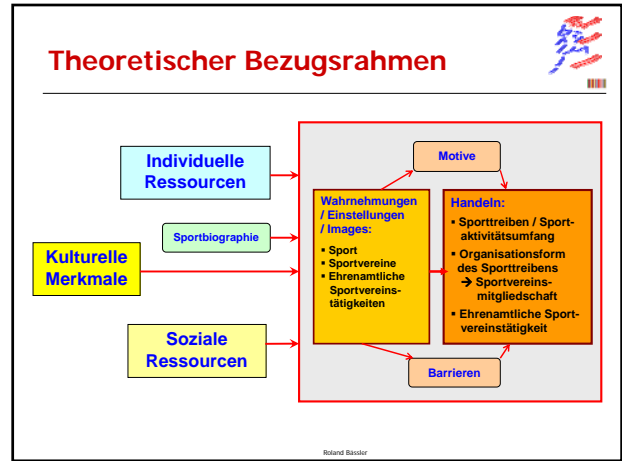 Theoretischer Bezugsrahmen
Individuelle
Ressourcen
Sportbiographie
Kulturelle
Merkmale
Soziale
Ressourcen
Motive
Wahrnehmungen
/ Einstellungen
/ Images:
▪ Sport
▪ Sportvereine
▪ Ehrenamtliche
Sportvereins-
tätigkeiten
Handeln:
▪ Sporttreiben / Sport-
aktivitätsumfang
▪ Organisationsform
des Sporttreibens
→ Sportvereins-
mitgliedschaft
▪ Ehrenamtliche Sport-
vereinstätigkeit
Barrieren
Roland Bässler